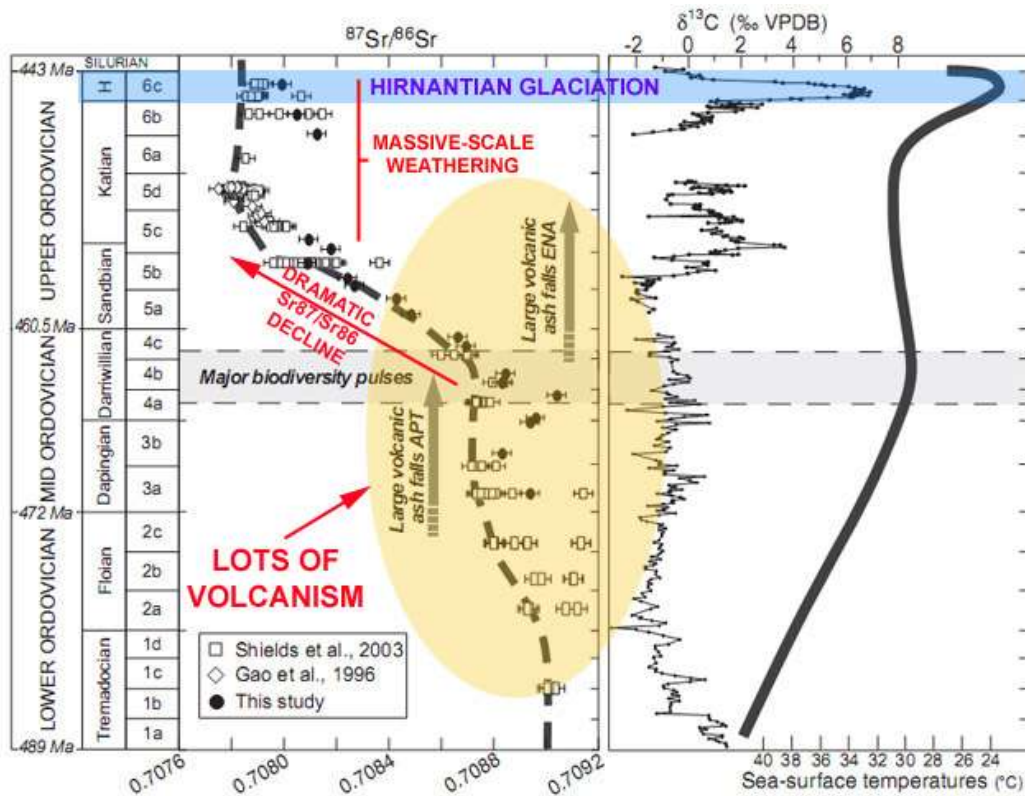 ⁸⁷Sr/⁸⁶Sr
δ¹³C (‰ VPDB)
-2 0 2 4 6 8
443 Ma
SILURIAN
H
6c
HIRNANTIAN GLACIATION
6b
MASSIVE-SCALE
WEATHERING
UPPER ORDOVICIAN
Katian
6a
5d
5c
Sandbian
5b
5a
DRAMATIC
Sr87/Sr86
DECLINE
Large volcanic
ash falls ENA
460.5 Ma
MID ORDOVICIAN
Darriwillian
4c
4b
4a
Major biodiversity pulses
Dapingian
3b
3a
Large volcanic
ash falls APT
472 Ma
LOWER ORDOVICIAN
Floian
2c
2b
2a
LOTS OF
VOLCANISM
Tremadocian
1d
1c
1b
1a
Shields et al., 2003
Gao et al., 1996
This study
489 Ma
0.7076 0.7080 0.7084 0.7088 0.7092
40 38 36 34 32 30 28 26 24
Sea-surface temperatures (°C)